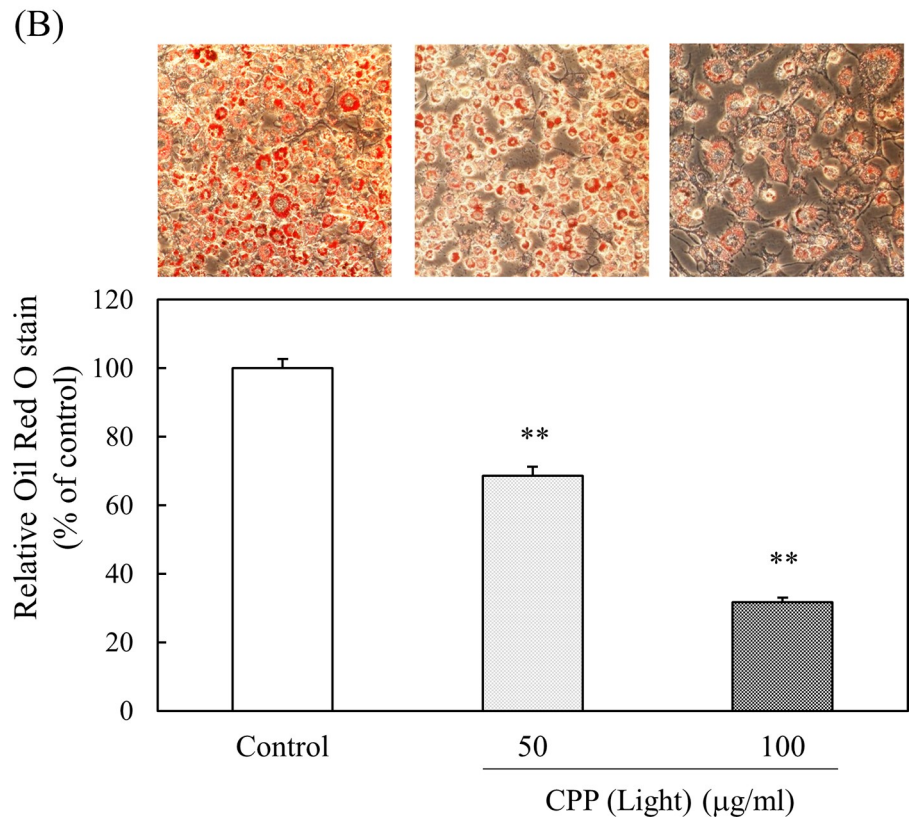 (B)
Relative Oil Red O stain
(% of control)
120
100
80
60
40
20
0
**
**
Control
50
100
CPP (Light) (μg/ml)